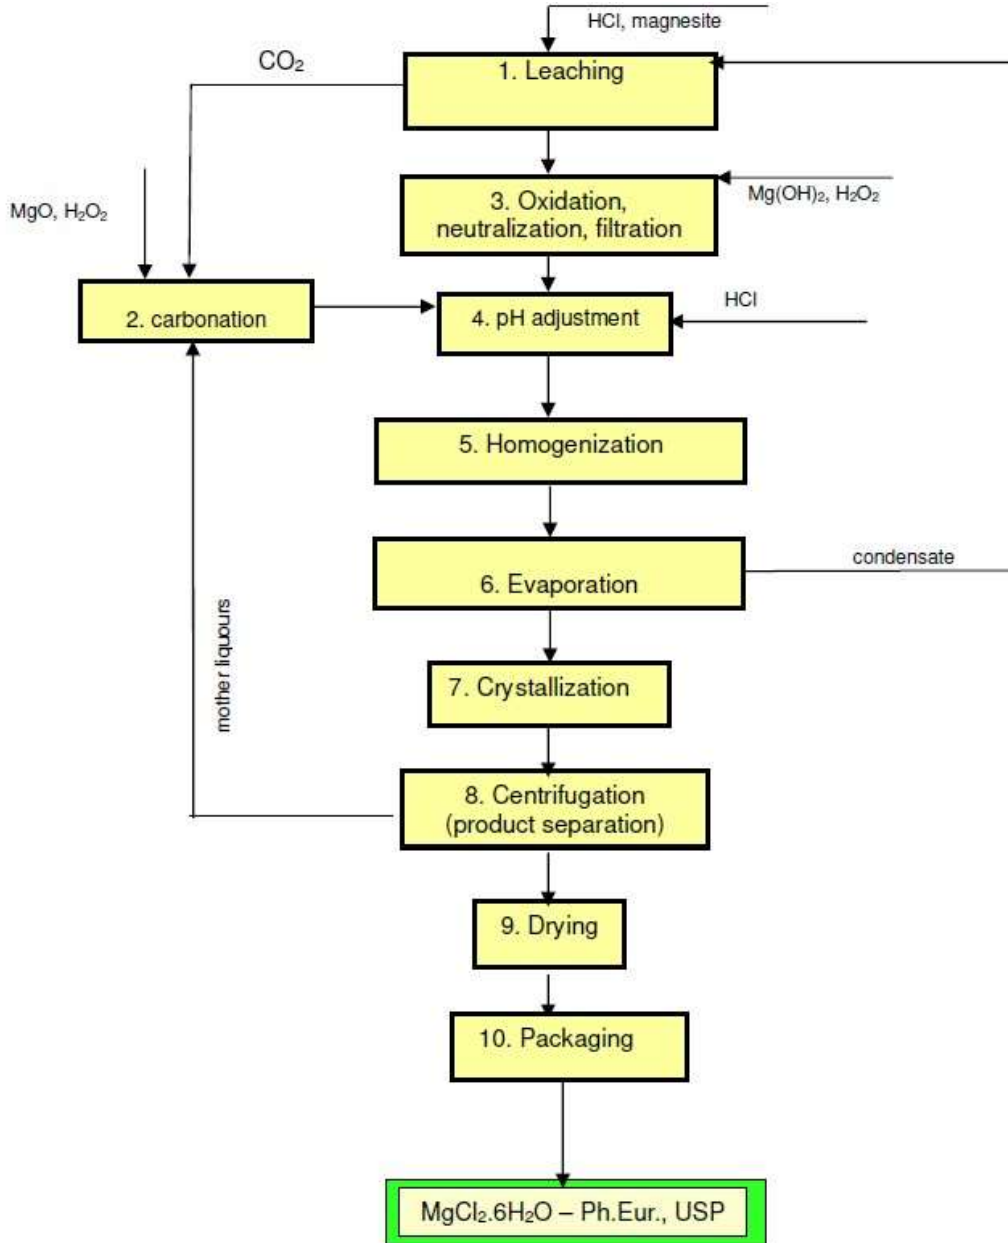 HCl, magnesite
CO₂
1. Leaching
MgO, H₂O₂
3. Oxidation,
neutralization, filtration
Mg(OH)₂, H₂O₂
2. carbonation
4. pH adjustment
HCl
5. Homogenization
6. Evaporation
condensate
mother liquours
7. Crystallization
8. Centrifugation
(product separation)
9. Drying
10. Packaging
MgCl₂.6H₂O – Ph.Eur., USP